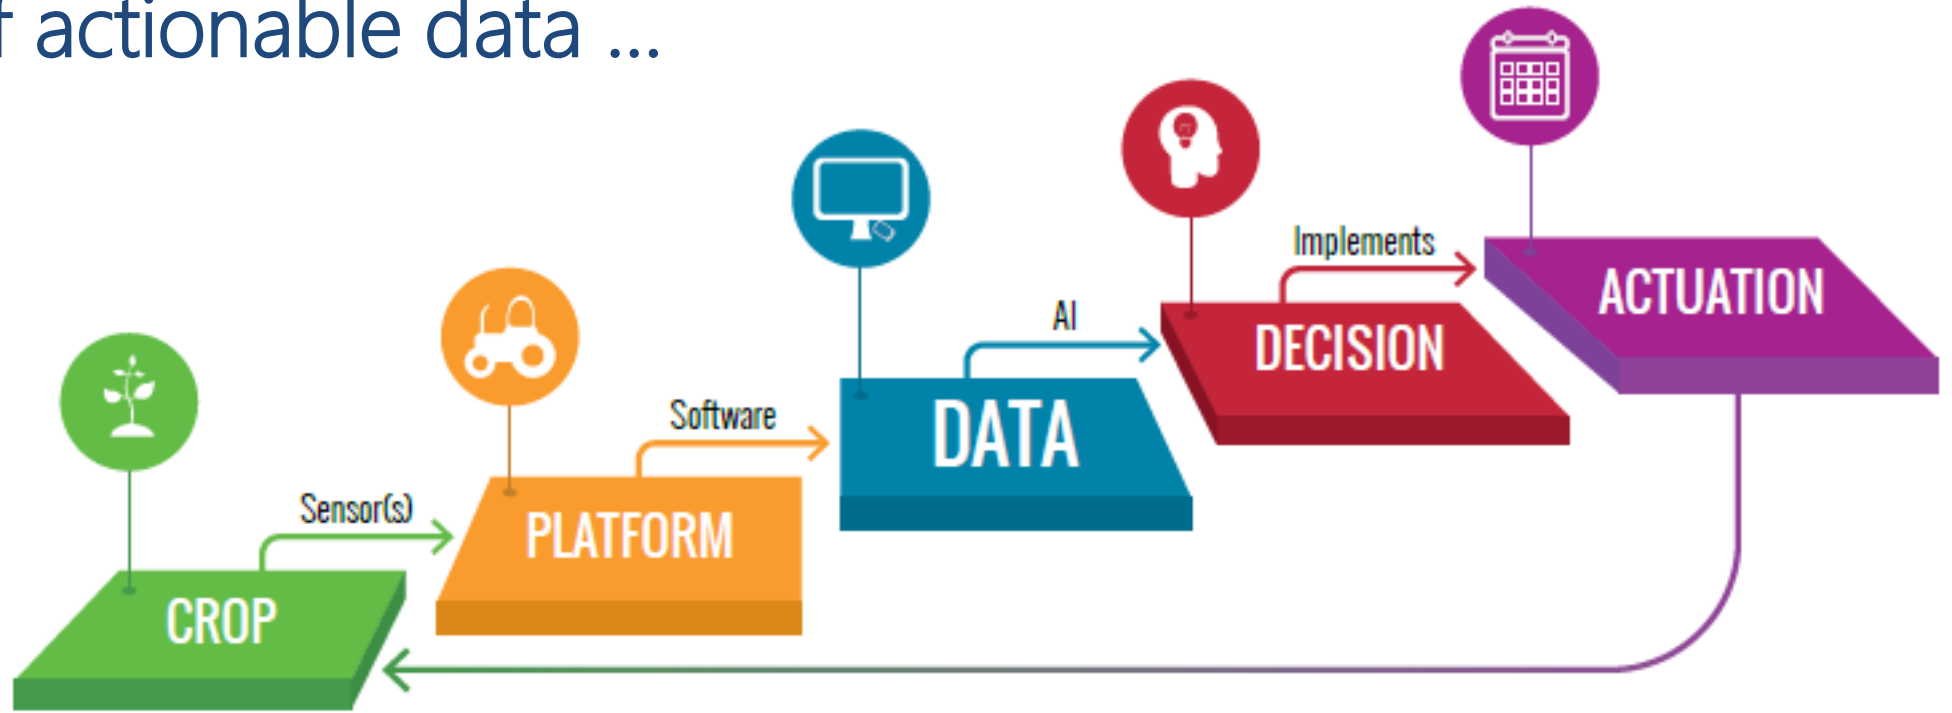 f actionable data ...
CROP
Sensor(s)
PLATFORM
Software
DATA
AI
DECISION
Implements
ACTUATION